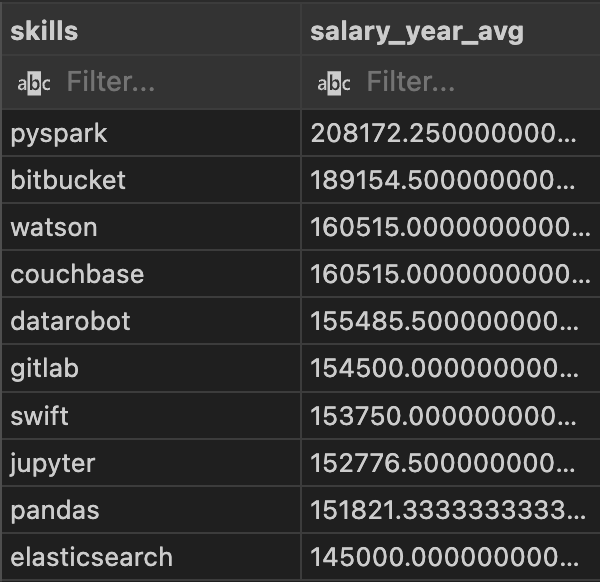 skills salary_year_avg
abc Filter... abc Filter...
pyspark 208172.250000000...
bitbucket 189154.500000000...
watson 160515.0000000000...
couchbase 160515.0000000000...
datarobot 155485.500000000...
gitlab 154500.000000000...
swift 153750.000000000...
jupyter 152776.500000000...
pandas 151821.3333333333...
elasticsearch 145000.000000000...